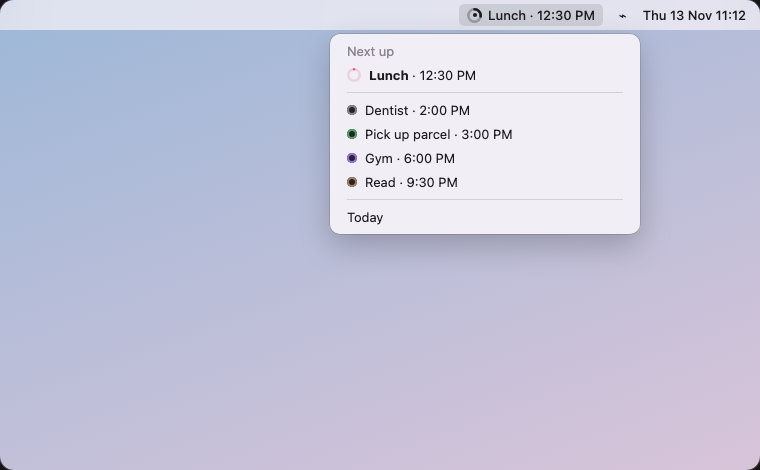 Lunch · 12:30 PM
Thu 13 Nov 11:12
Next up
Lunch · 12:30 PM
Dentist · 2:00 PM
Pick up parcel · 3:00 PM
Gym · 6:00 PM
Read · 9:30 PM
Today